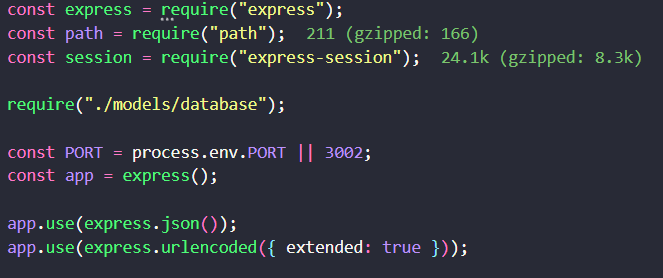 const express = require("express");
const path = require("path"); 211 (gzipped: 166)
const session = require("express-session"); 24.1k (gzipped: 8.3k)
require("./models/database");
const PORT = process.env.PORT || 3002;
const app = express();
app.use(express.json());
app.use(express.urlencoded({ extended: true }));